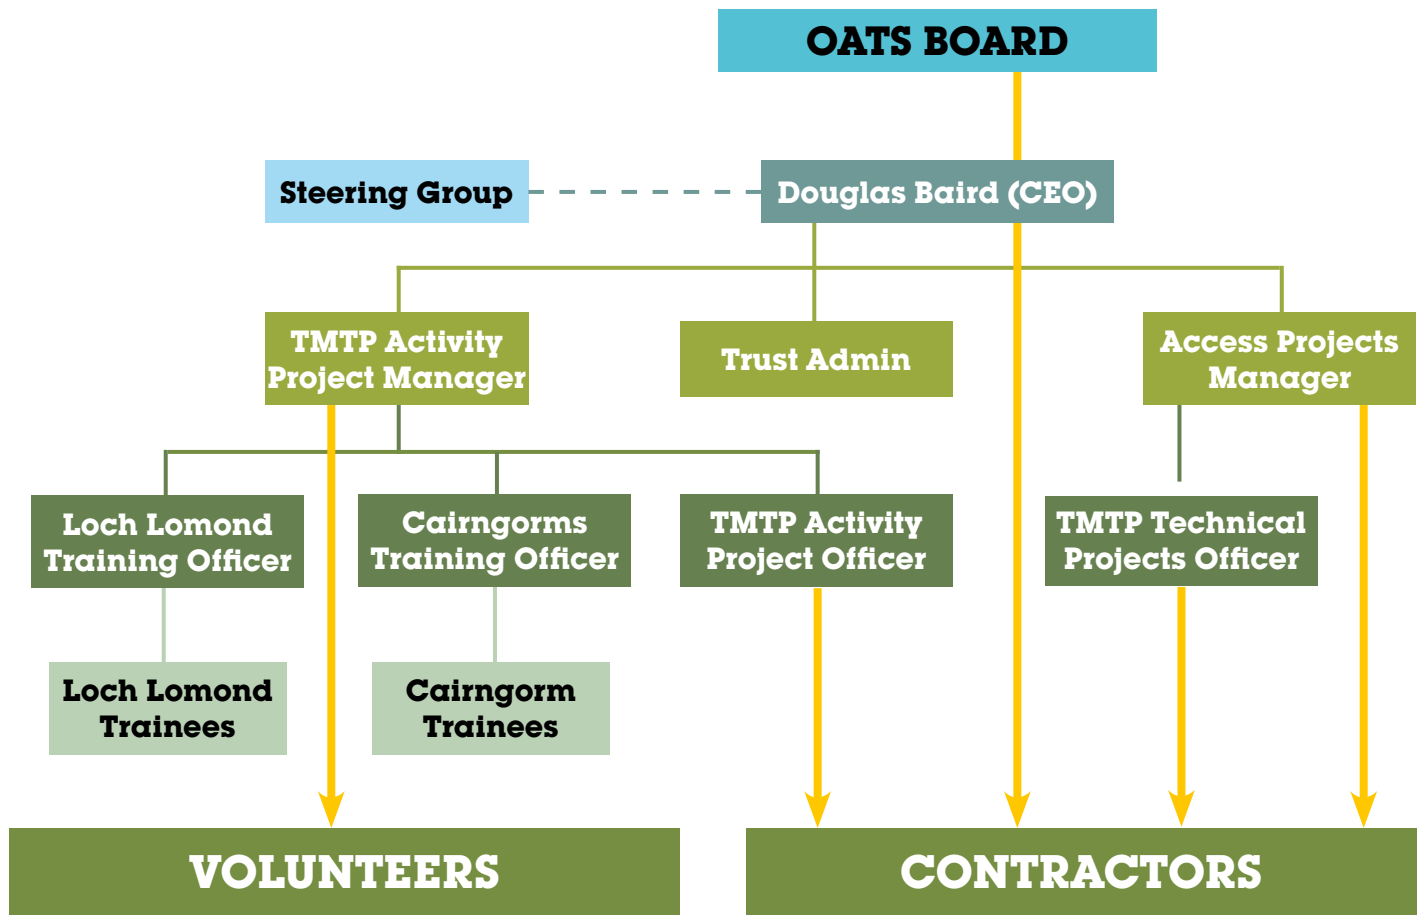 OATS BOARD
Steering Group
Douglas Baird (CEO)
TMTP Activity
Project Manager
Trust Admin
Access Projects
Manager
Loch Lomond
Training Officer
Cairngorms
Training Officer
TMTP Activity
Project Officer
TMTP Technical
Projects Officer
Loch Lomond
Trainees
Cairngorm
Trainees
VOLUNTEERS
CONTRACTORS